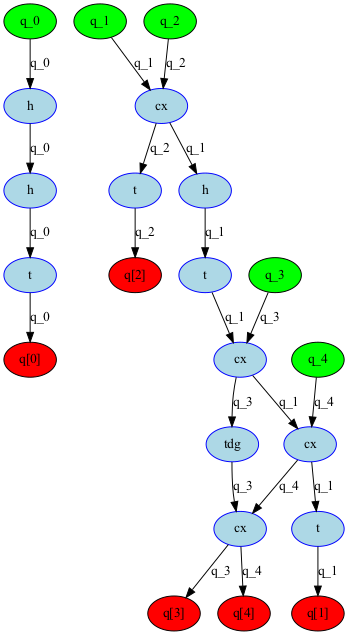 q_0 q_1 q_2
q_0 q_1 q_2
h cx
q_0 q_2 q_1
h t h
q_0 q_2 q_1
t q[2] t q_3
q_0 q_1 q_3
q[0] cx q_4
q_3 q_1 q_4
tdg cx
q_3 q_4 q_1
cx t
q_3 q_4 q_1
q[3] q[4] q[1]